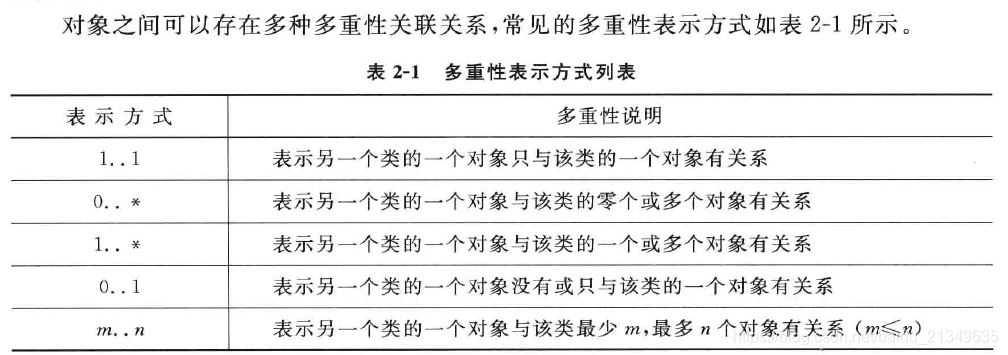 对象之间可以存在多种多重性关联关系,常见的多重性表示方式如表 2-1 所示。
表 2-1 多重性表示方式列表
表 示 方 式 多重性说明
1..1 表示另一个类的一个对象只与该类的一个对象有关系
0..* 表示另一个类的一个对象与该类的零个或多个对象有关系
1..* 表示另一个类的一个对象与该类的一个或多个对象有关系
0..1 表示另一个类的一个对象没有或只与该类的一个对象有关系
m..n 表示另一个类的一个对象与该类最少 m,最多 n 个对象有关系 (m≤n)
https://blog.csdn.net/baidu_21349635